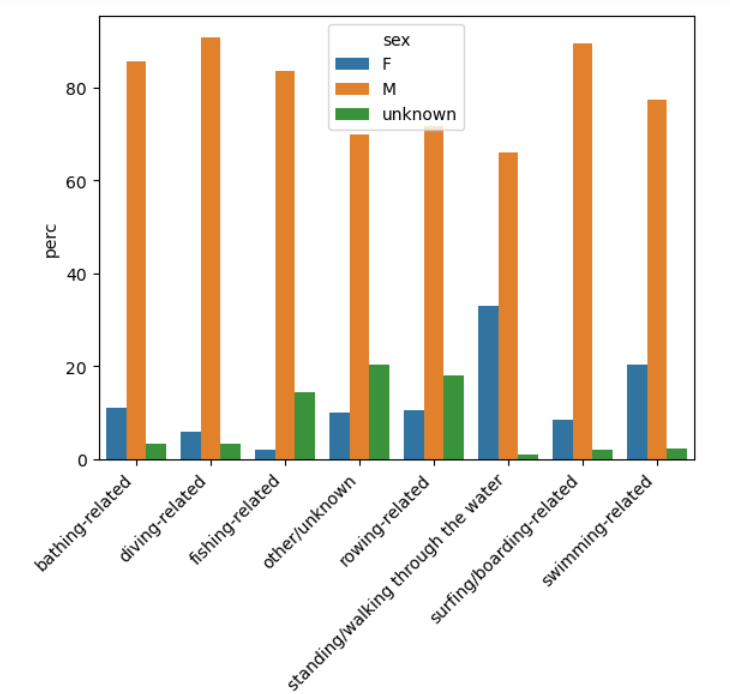 sex
F
M
unknown
80
60
40
20
0
perc
bathing-related
diving-related
fishing-related
other/unknown
rowing-related
standing/walking through the water
surfing/boarding-related
swimming-related